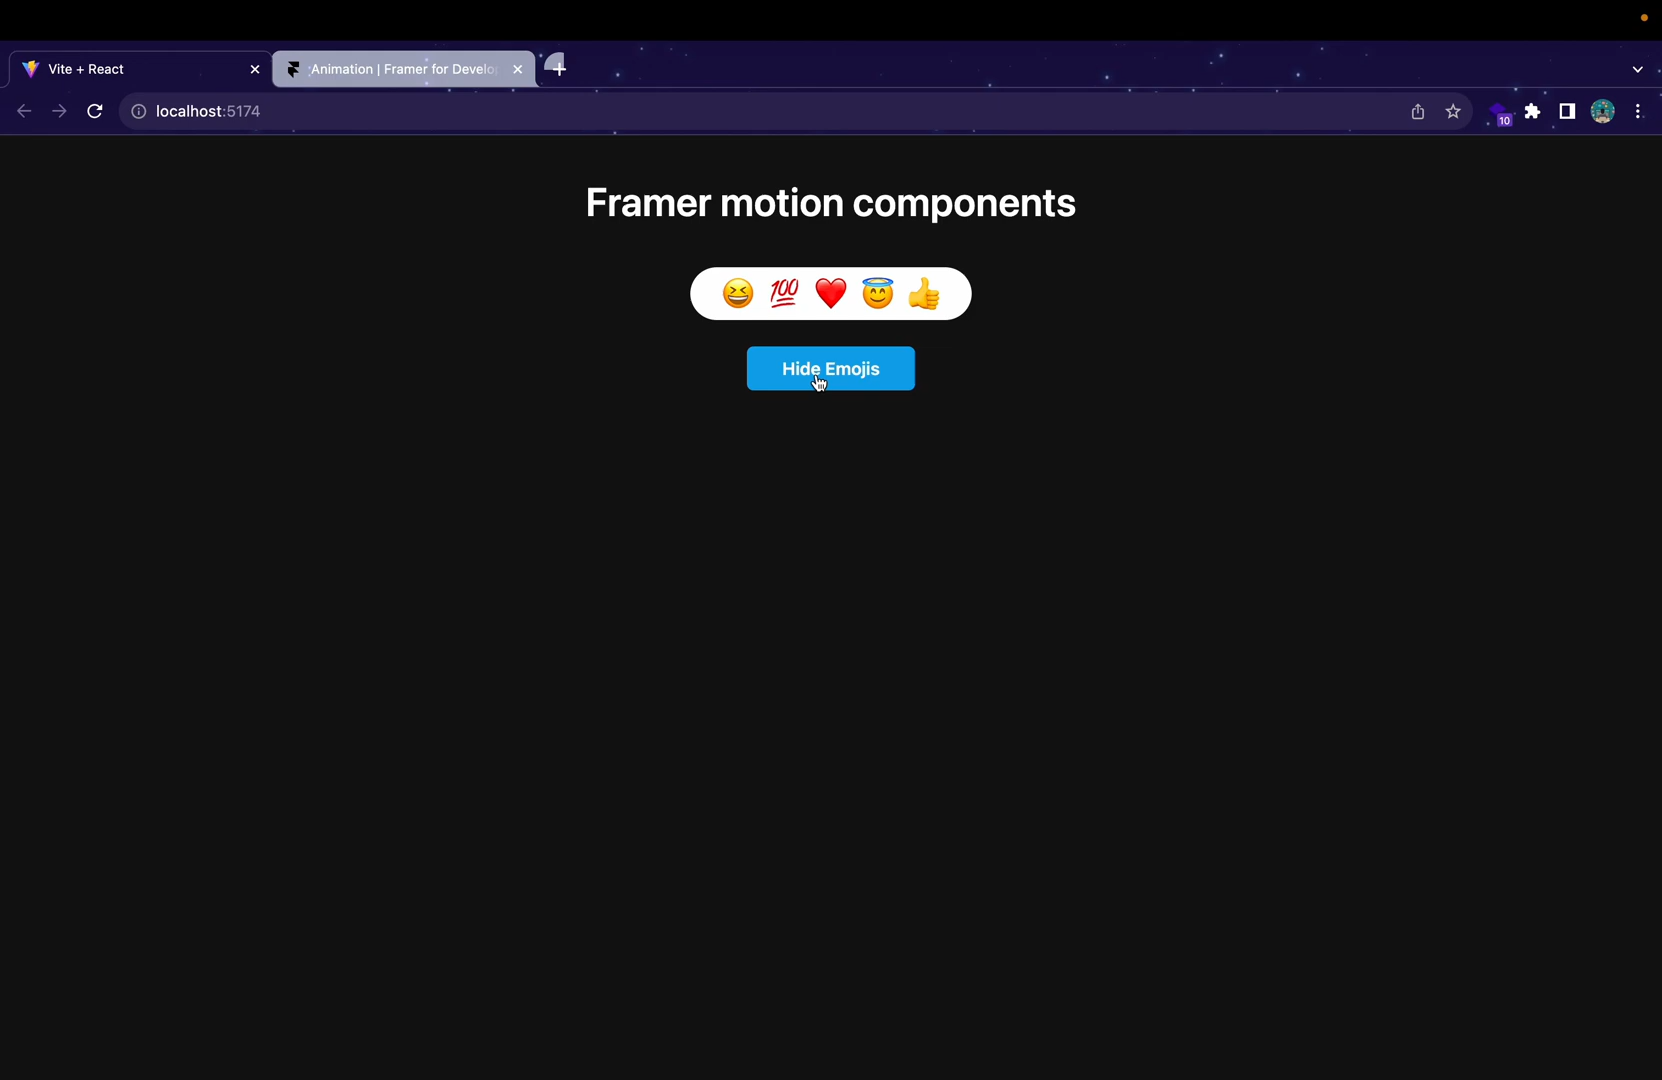 Vite + React
Animation | Framer for Develo
localhost:5174
10
Framer motion components
😆 💯 ❤️ 😇 👍
Hide Emojis